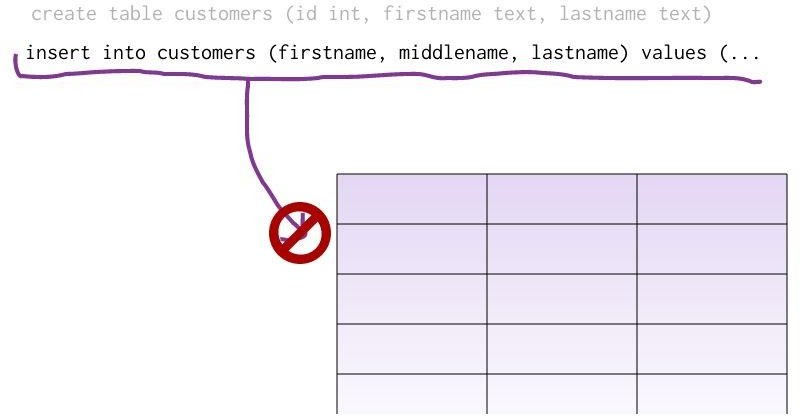 create table customers (id int, firstname text, lastname text)
insert into customers (firstname, middlename, lastname) values (...